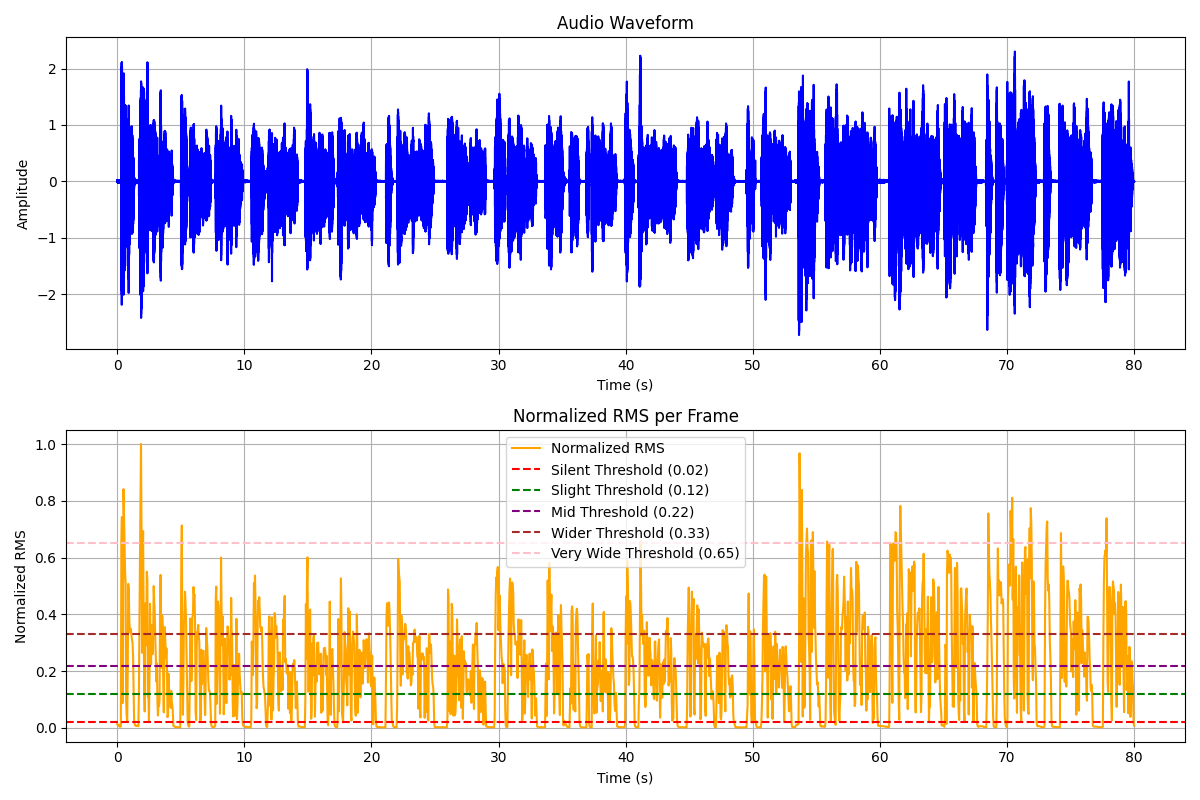 Audio Waveform
Amplitude
2
1
0
−1
−2
0 10 20 30 40 50 60 70 80
Time (s)
Normalized RMS per Frame
Normalized RMS
1.0
0.8
0.6
0.4
0.2
0.0
Normalized RMS
Silent Threshold (0.02)
Slight Threshold (0.12)
Mid Threshold (0.22)
Wider Threshold (0.33)
Very Wide Threshold (0.65)
0 10 20 30 40 50 60 70 80
Time (s)